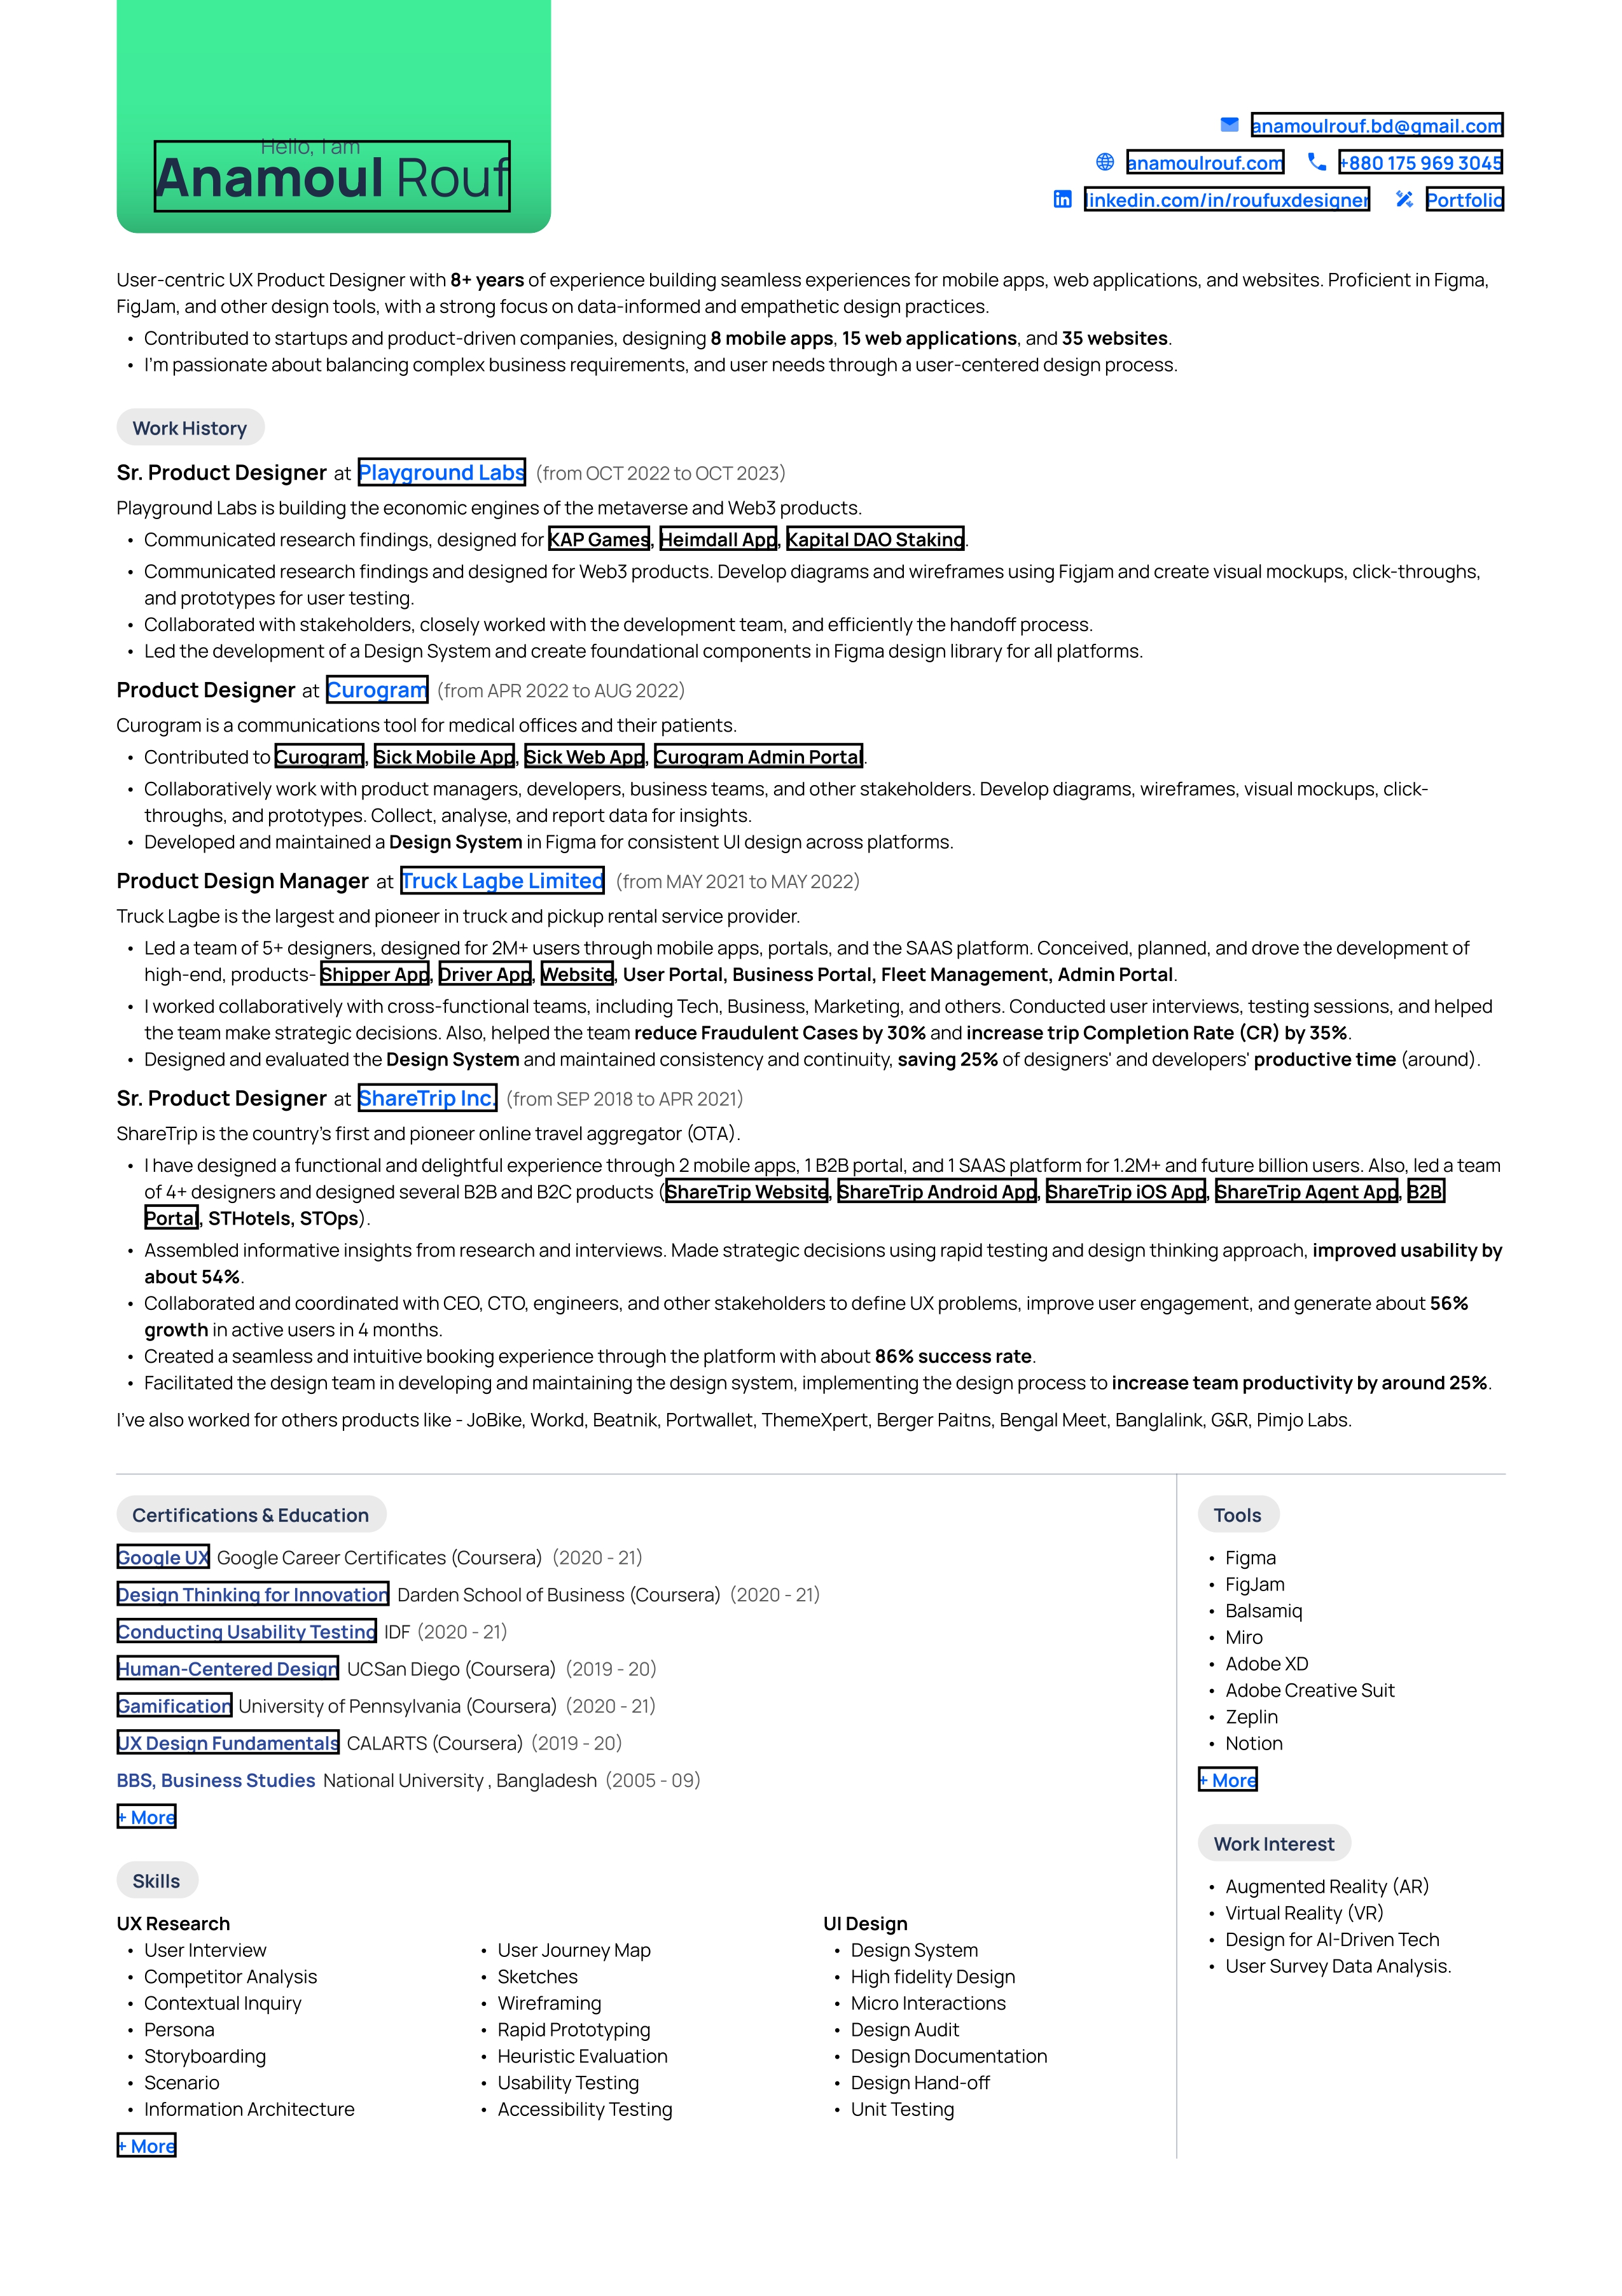 Hello, I am
Anamoul Rouf
anamoulrouf.bd@gmail.com
anamoulrouf.com +880 175 969 3045
linkedin.com/in/roufuxdesigner Portfolio
User-centric UX Product Designer with 8+ years of experience building seamless experiences for mobile apps, web applications, and websites. Proficient in Figma,
FigJam, and other design tools, with a strong focus on data-informed and empathetic design practices.
• Contributed to startups and product-driven companies, designing 8 mobile apps, 15 web applications, and 35 websites.
• I'm passionate about balancing complex business requirements, and user needs through a user-centered design process.
Work History
Sr. Product Designer at Playground Labs (from OCT 2022 to OCT 2023)
Playground Labs is building the economic engines of the metaverse and Web3 products.
• Communicated research findings, designed for KAP Games, Heimdall App, Kapital DAO Staking.
• Communicated research findings and designed for Web3 products. Develop diagrams and wireframes using Figjam and create visual mockups, click-throughs,
and prototypes for user testing.
• Collaborated with stakeholders, closely worked with the development team, and efficiently the handoff process.
• Led the development of a Design System and create foundational components in Figma design library for all platforms.
Product Designer at Curogram (from APR 2022 to AUG 2022)
Curogram is a communications tool for medical offices and their patients.
• Contributed to Curogram, Sick Mobile App, Sick Web App, Curogram Admin Portal.
• Collaboratively work with product managers, developers, business teams, and other stakeholders. Develop diagrams, wireframes, visual mockups, click-
throughs, and prototypes. Collect, analyse, and report data for insights.
• Developed and maintained a Design System in Figma for consistent UI design across platforms.
Product Design Manager at Truck Lagbe Limited (from MAY 2021 to MAY 2022)
Truck Lagbe is the largest and pioneer in truck and pickup rental service provider.
• Led a team of 5+ designers, designed for 2M+ users through mobile apps, portals, and the SAAS platform. Conceived, planned, and drove the development of
high-end, products- Shipper App, Driver App, Website, User Portal, Business Portal, Fleet Management, Admin Portal.
• I worked collaboratively with cross-functional teams, including Tech, Business, Marketing, and others. Conducted user interviews, testing sessions, and helped
the team make strategic decisions. Also, helped the team reduce Fraudulent Cases by 30% and increase trip Completion Rate (CR) by 35%.
• Designed and evaluated the Design System and maintained consistency and continuity, saving 25% of designers' and developers' productive time (around).
Sr. Product Designer at ShareTrip Inc. (from SEP 2018 to APR 2021)
ShareTrip is the country's first and pioneer online travel aggregator (OTA).
• I have designed a functional and delightful experience through 2 mobile apps, 1 B2B portal, and 1 SAAS platform for 1.2M+ and future billion users. Also, led a team
of 4+ designers and designed several B2B and B2C products (ShareTrip Website, ShareTrip Android App, ShareTrip iOS App, ShareTrip Agent App, B2B
Portal, STHotels, STOps).
• Assembled informative insights from research and interviews. Made strategic decisions using rapid testing and design thinking approach, improved usability by
about 54%.
• Collaborated and coordinated with CEO, CTO, engineers, and other stakeholders to define UX problems, improve user engagement, and generate about 56%
growth in active users in 4 months.
• Created a seamless and intuitive booking experience through the platform with about 86% success rate.
• Facilitated the design team in developing and maintaining the design system, implementing the design process to increase team productivity by around 25%.
I've also worked for others products like - JoBike, Workd, Beatnik, Portwallet, ThemeXpert, Berger Paitns, Bengal Meet, Banglalink, G&R, Pimjo Labs.
Certifications & Education
Google UX Google Career Certificates (Coursera) (2020 - 21)
Design Thinking for Innovation Darden School of Business (Coursera) (2020 - 21)
Conducting Usability Testing IDF (2020 - 21)
Human-Centered Design UCSan Diego (Coursera) (2019 - 20)
Gamification University of Pennsylvania (Coursera) (2020 - 21)
UX Design Fundamentals CALARTS (Coursera) (2019 - 20)
BBS, Business Studies National University , Bangladesh (2005 - 09)
+ More
Skills
UX Research
• User Interview
• Competitor Analysis
• Contextual Inquiry
• Persona
• Storyboarding
• Scenario
• Information Architecture
+ More
• User Journey Map
• Sketches
• Wireframing
• Rapid Prototyping
• Heuristic Evaluation
• Usability Testing
• Accessibility Testing
UI Design
• Design System
• High fidelity Design
• Micro Interactions
• Design Audit
• Design Documentation
• Design Hand-off
• Unit Testing
Tools
• Figma
• FigJam
• Balsamiq
• Miro
• Adobe XD
• Adobe Creative Suit
• Zeplin
• Notion
+ More
Work Interest
• Augmented Reality (AR)
• Virtual Reality (VR)
• Design for AI-Driven Tech
• User Survey Data Analysis.